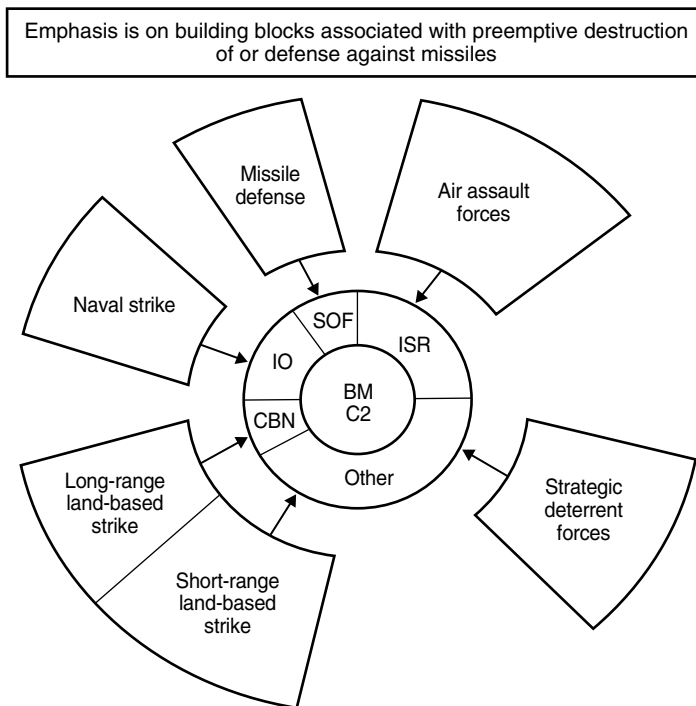 Emphasis is on building blocks associated with preemptive destruction
of or defense against missiles
Missile
defense
Air assault
forces
Naval strike
SOF
ISR
IO
BM
C2
CBN
Other
Long-range
land-based
strike
Strategic
deterrent
forces
Short-range
land-based
strike